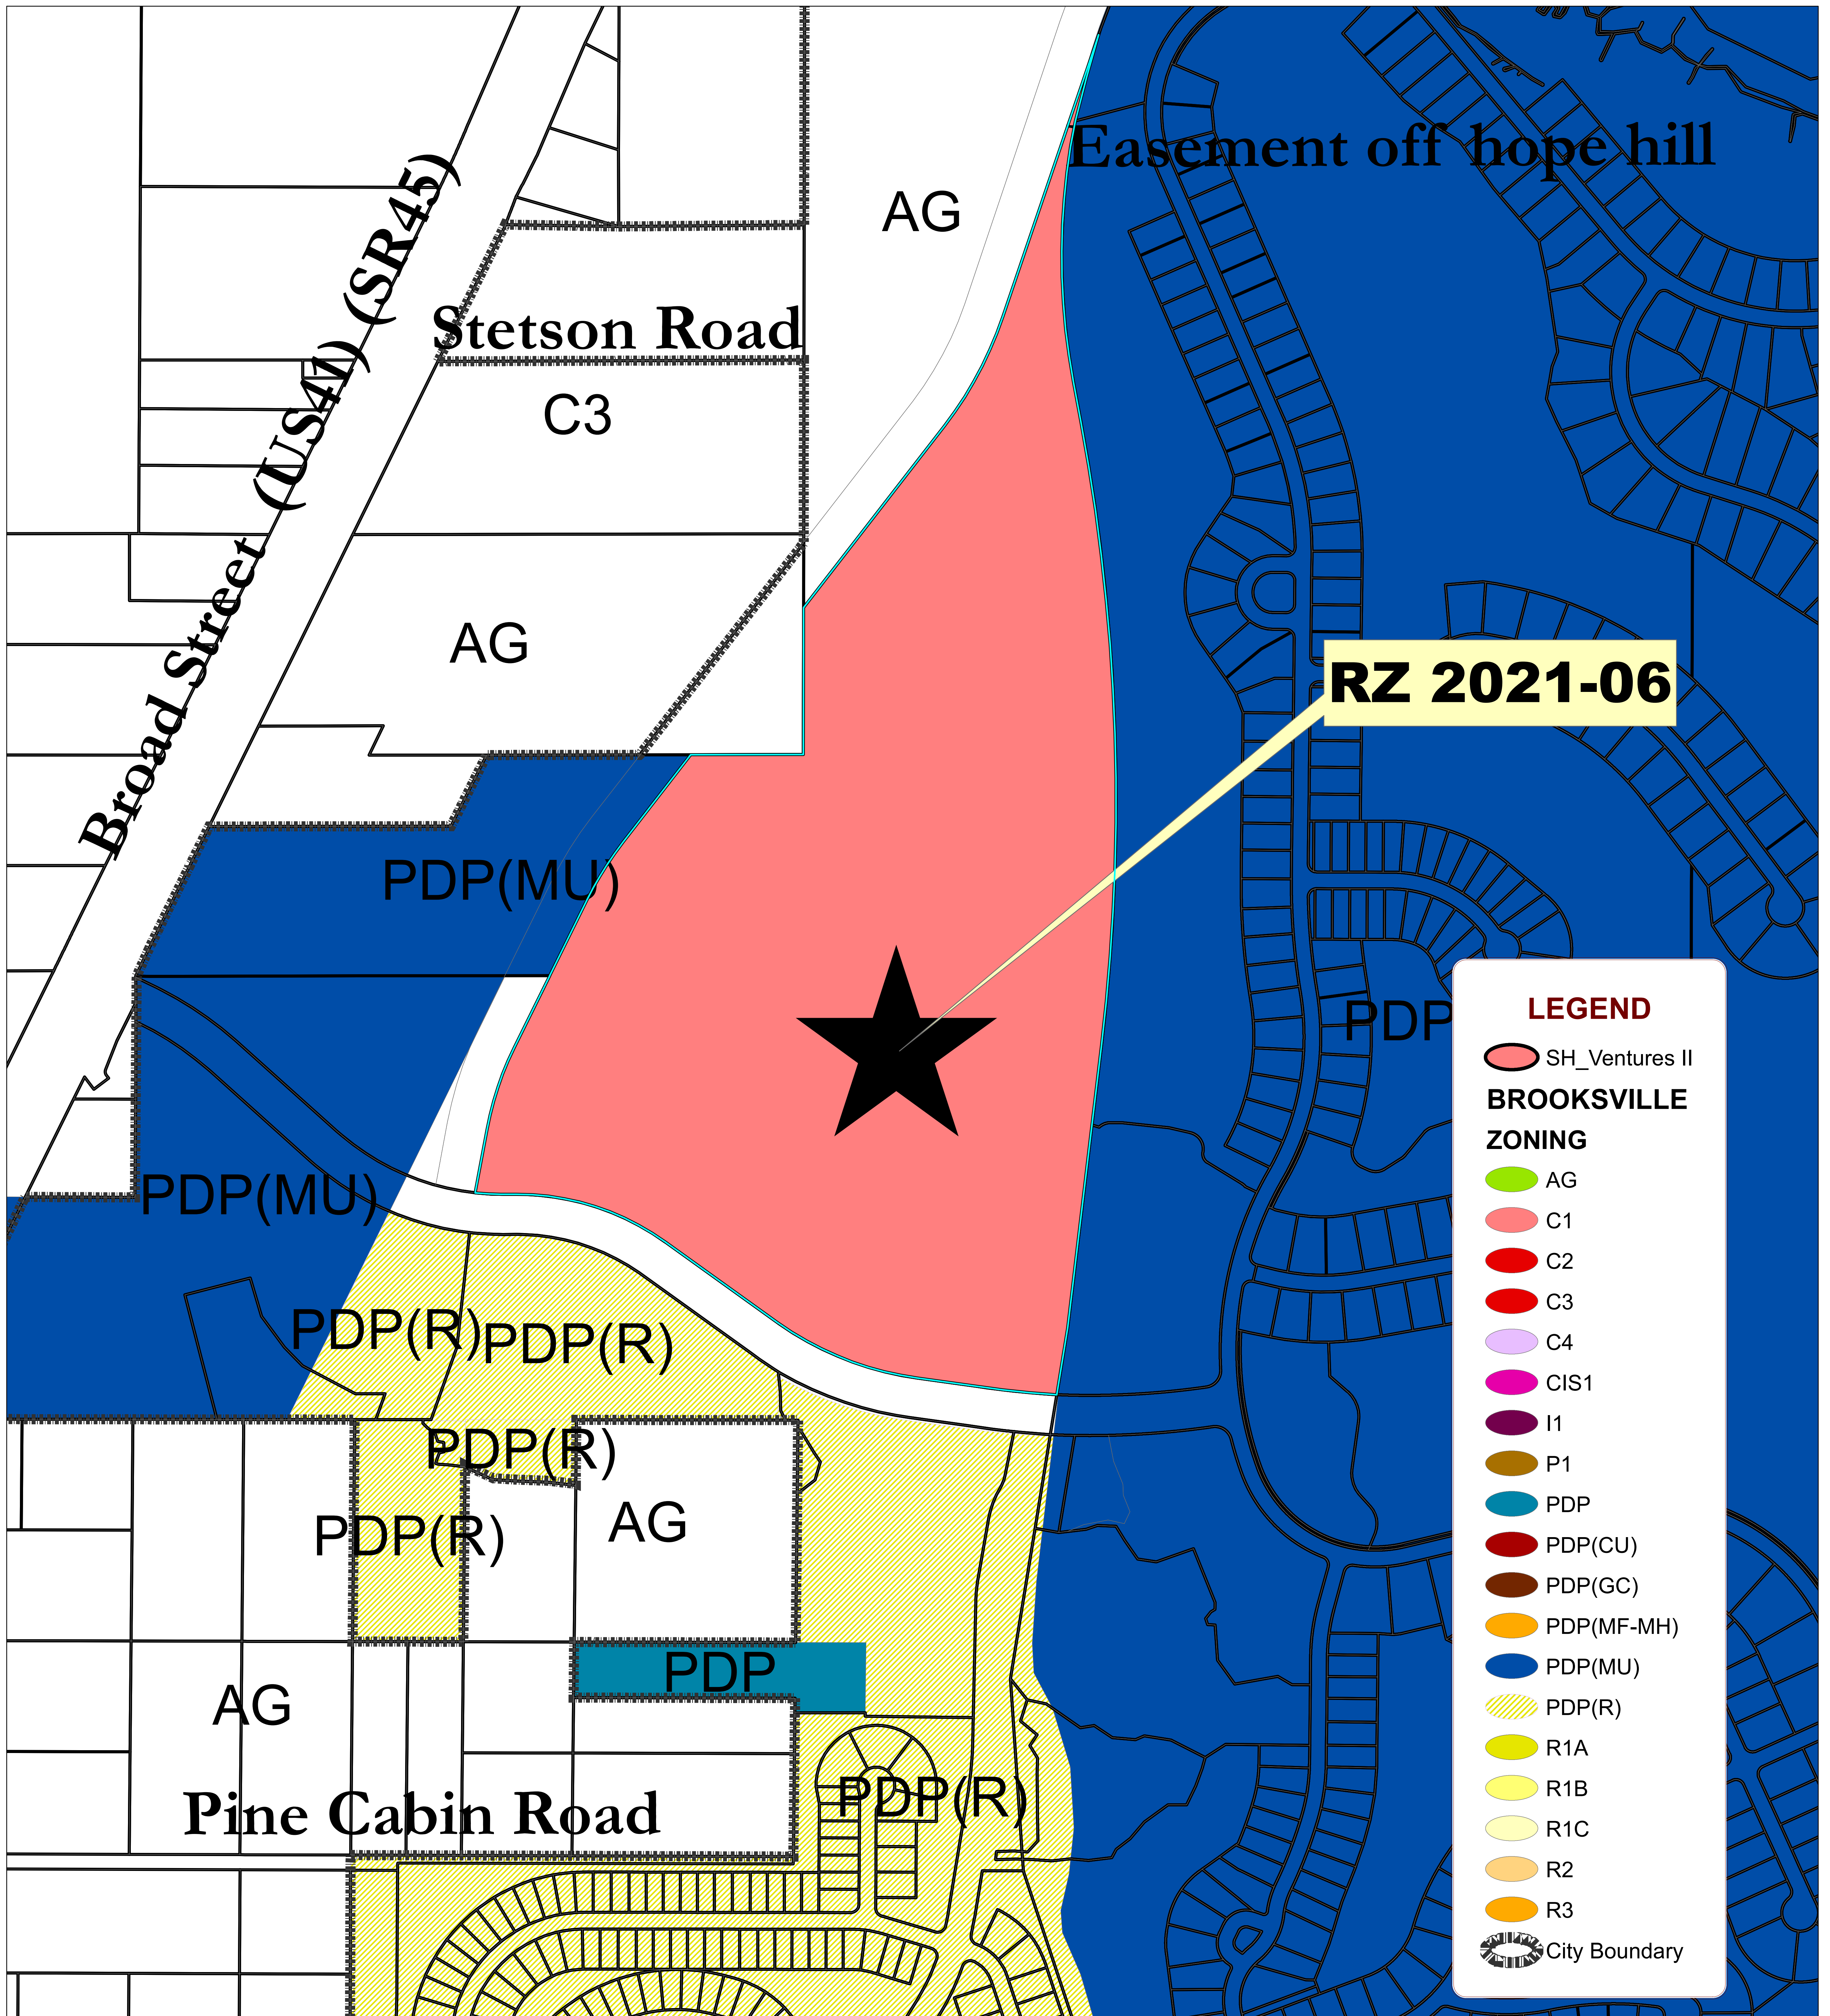 Easement off hope hill
AG
Stetson Road
C3
Broad Street (US41) (SR45)
AG
RZ 2021-06
PDP(MU)
PDP
PDP(MU)
PDP(R)
PDP(R)
PDP(R)
PDP(R)
AG
PDP
AG
PDP(R)
Pine Cabin Road
LEGEND
SH_Ventures II
BROOKSVILLE
ZONING
AG
C1
C2
C3
C4
CIS1
I1
P1
PDP
PDP(CU)
PDP(GC)
PDP(MF-MH)
PDP(MU)
PDP(R)
R1A
R1B
R1C
R2
R3
City Boundary